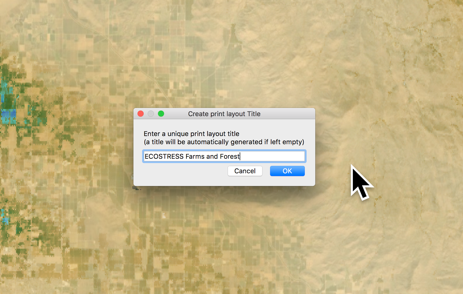 Create print layout Title
Enter a unique print layout title
(a title will be automatically generated if left empty)
ECOSTRESS Farms and Forest
Cancel
OK